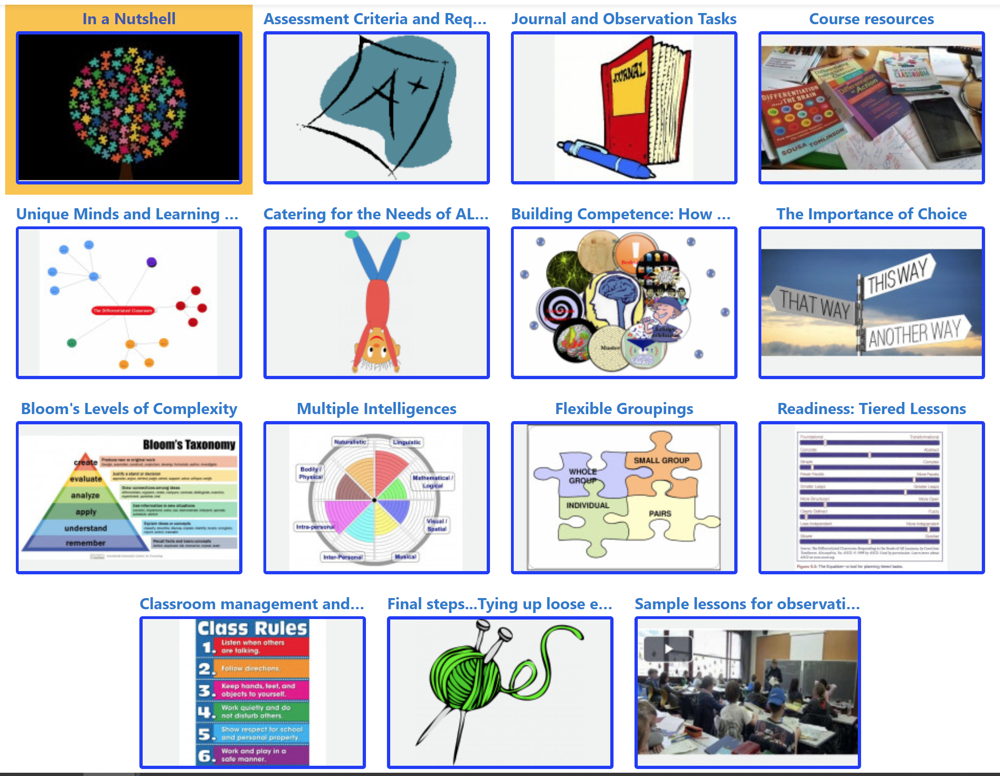 In a Nutshell
Assessment Criteria and Req...
Journal and Observation Tasks
Course resources
A+
JOURNAL
DIFFERENTIATION
AND THE BRAIN
SOUSA TOMLINSON
Differentiation
in Action
CLASSROOM
Unique Minds and Learning ...
Catering for the Needs of AL...
Building Competence: How ...
The Importance of Choice
The Differentiated Classroom
Muster
THIS WAY
THAT WAY
ANOTHER WAY
Bloom's Levels of Complexity
Multiple Intelligences
Flexible Groupings
Readiness: Tiered Lessons
Bloom's Taxonomy
create
Produce new or original work
evaluate
Justify a stand or decision
analyze
Draw connections among ideas
apply
Use information in new situations
understand
Explain ideas or concepts
remember
Recall facts and basic concepts
Naturalistic
Linguistic
Bodily /
Physical
Mathematical /
Logical
Intra-personal
Visual /
Spatial
Inter-Personal
Musical
WHOLE
GROUP
SMALL GROUP
INDIVIDUAL
PAIRS
Foundational Transformational
Concrete Abstract
Simple Complex
Fewer Facets More Facets
Smaller Leaps Greater Leaps
More Structured More Open
Clearly Defined Fuzzy
Less Independent More Independent
Slower Quicker
Figure 5.5: The Equalizer—a tool for planning tiered tasks.
Classroom management and...
Final steps...Tying up loose e...
Sample lessons for observati...
Class Rules
1. Listen when others
are talking.
2. Follow directions.
3. Keep hands, feet, and
objects to yourself.
4. Work quietly and do
not disturb others.
5. Show respect for school
and personal property.
6. Work and play in a
safe manner.